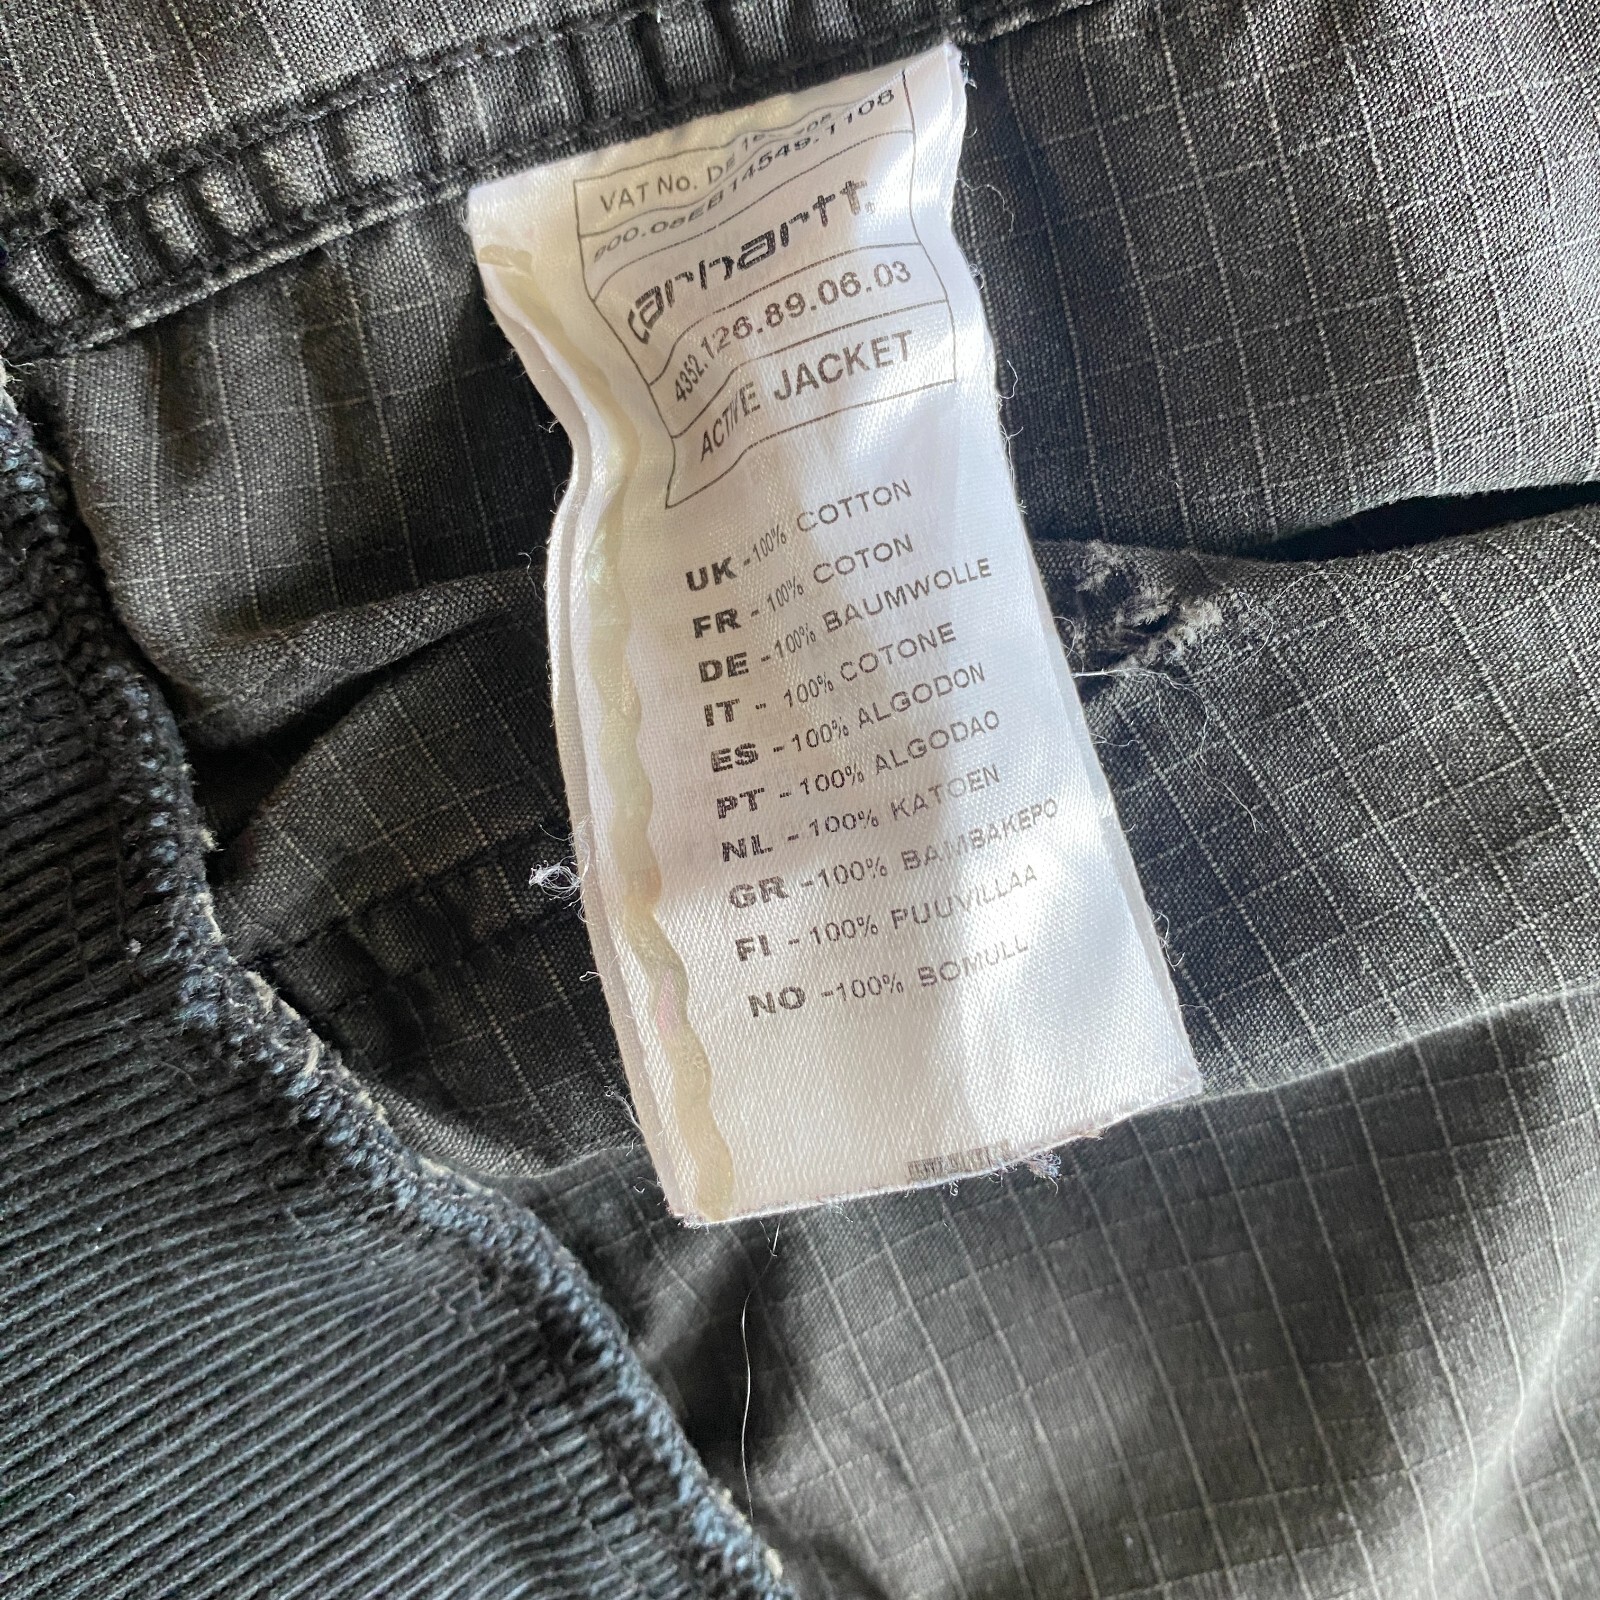 VAT No. DE
900.08EB14549.1108
carhartt®
4352.126.89.06.03
ACTIVE JACKET
UK -100% COTTON
FR - 100% COTON
DE -100% BAUMWOLLE
IT - 100% COTONE
ES -100% ALGODON
PT -100% ALGODAO
NL -100% KATOEN
GR -100% BAMBAKEPO
FI -100% PUUVILLAA
NO -100% BOMULL